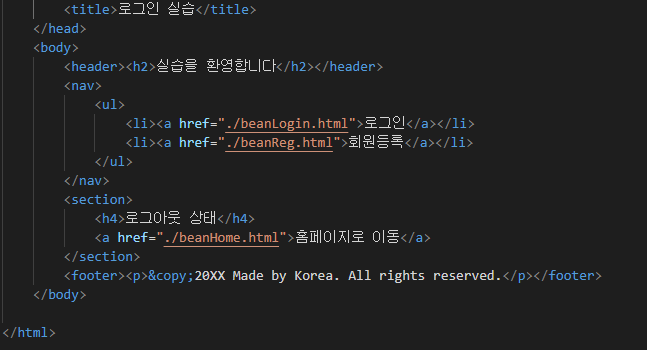 <title>로그인 실습</title>
</head>
<body>
<header><h2>실습을 환영합니다</h2></header>
<nav>
<ul>
<li><a href="./beanLogin.html">로그인</a></li>
<li><a href="./beanReg.html">회원등록</a></li>
</ul>
</nav>
<section>
<h4>로그아웃 상태</h4>
<a href="./beanHome.html">홈페이지로 이동</a>
</section>
<footer><p>&copy;20XX Made by Korea. All rights reserved.</p></footer>
</body>
</html>